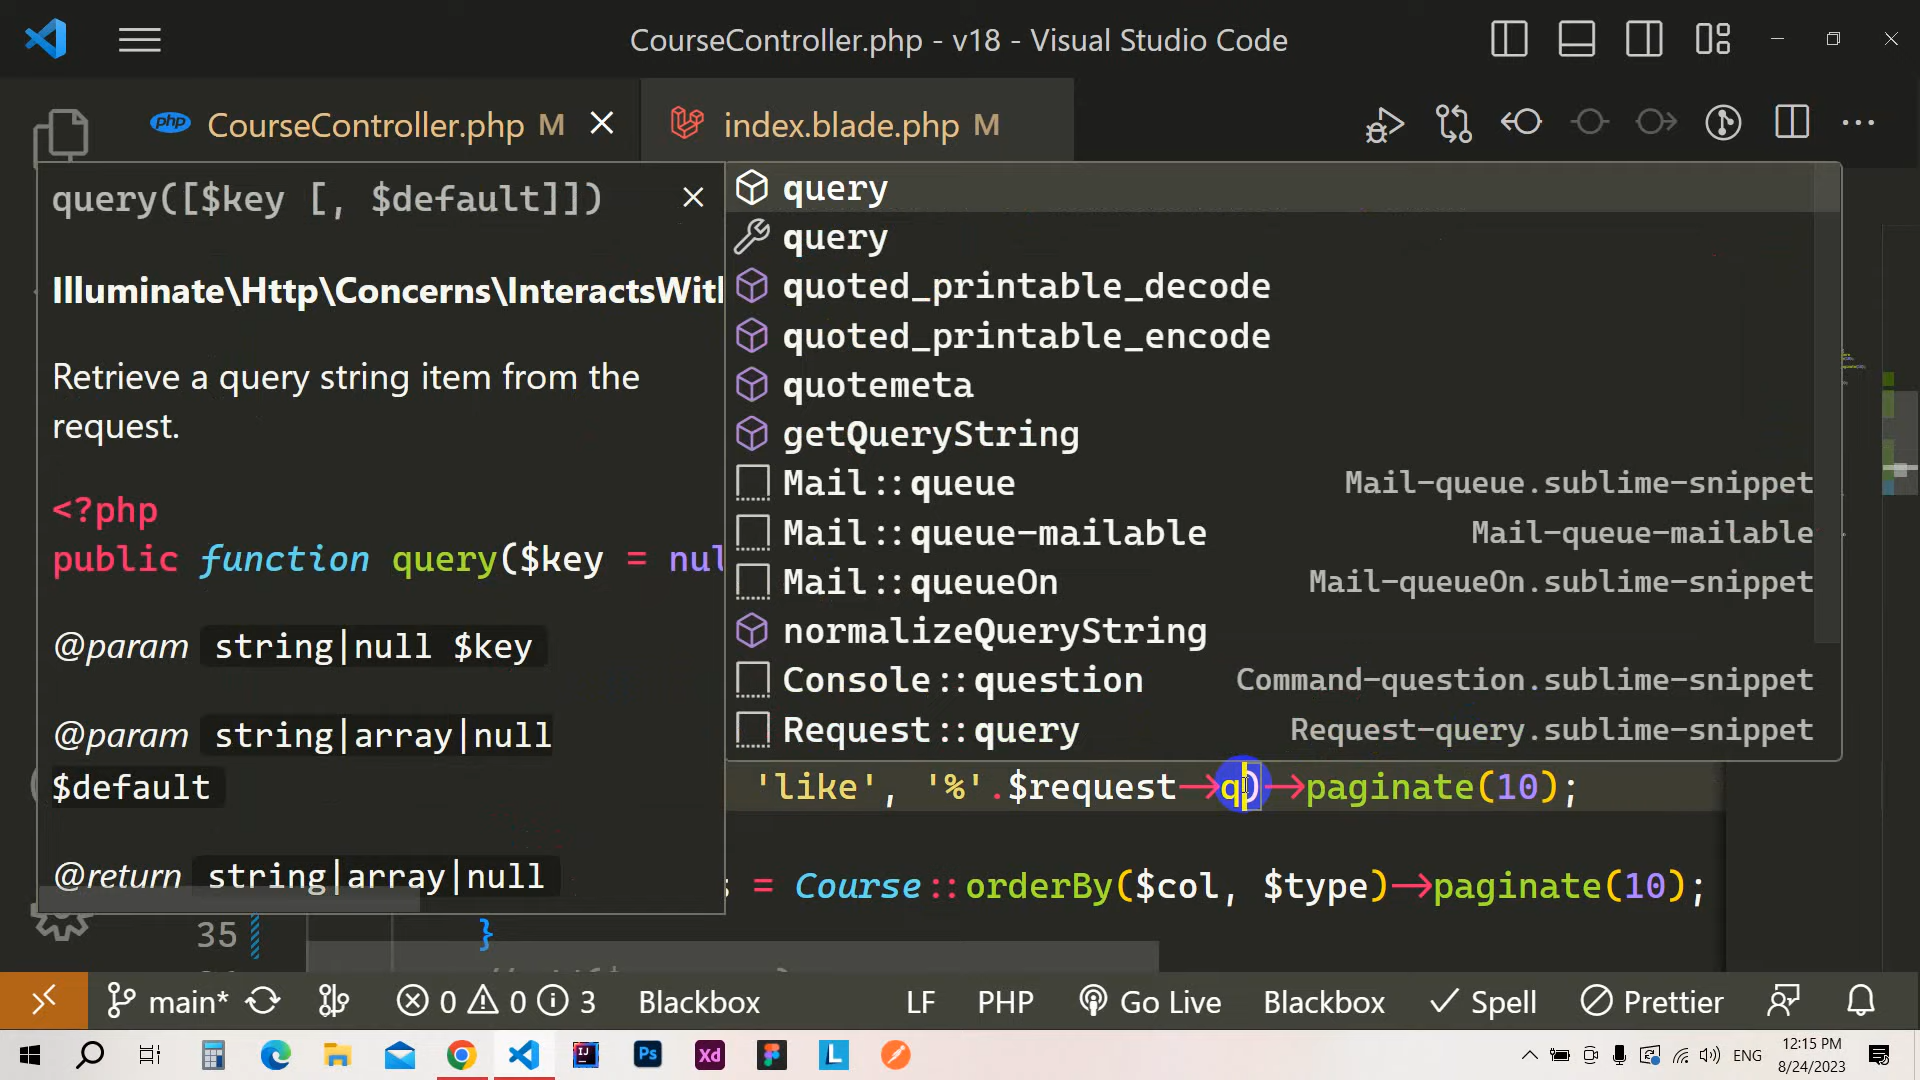 CourseController.php - v18 - Visual Studio Code
php CourseController.php M
index.blade.php M
query([$key [, $default]])
Illuminate\Http\Concerns\InteractsWit
Retrieve a query string item from the
request.
<?php
public function query($key = nul
@param string|null $key
@param string|array|null
$default
@return string|array|null
query
query
quoted_printable_decode
quoted_printable_encode
quotemeta
getQueryString
Mail::queue Mail-queue.sublime-snippet
Mail::queue-mailable Mail-queue-mailable
Mail::queueOn Mail-queueOn.sublime-snippet
normalizeQueryString
Console::question Command-question.sublime-snippet
Request::query Request-query.sublime-snippet
'like', '%'.$request->q)->paginate(10);
= Course::orderBy($col, $type)->paginate(10);
35 }
main* 0 0 3 Blackbox LF PHP Go Live Blackbox Spell Prettier
IJ Ps Xd L ENG 12:15 PM
8/24/2023